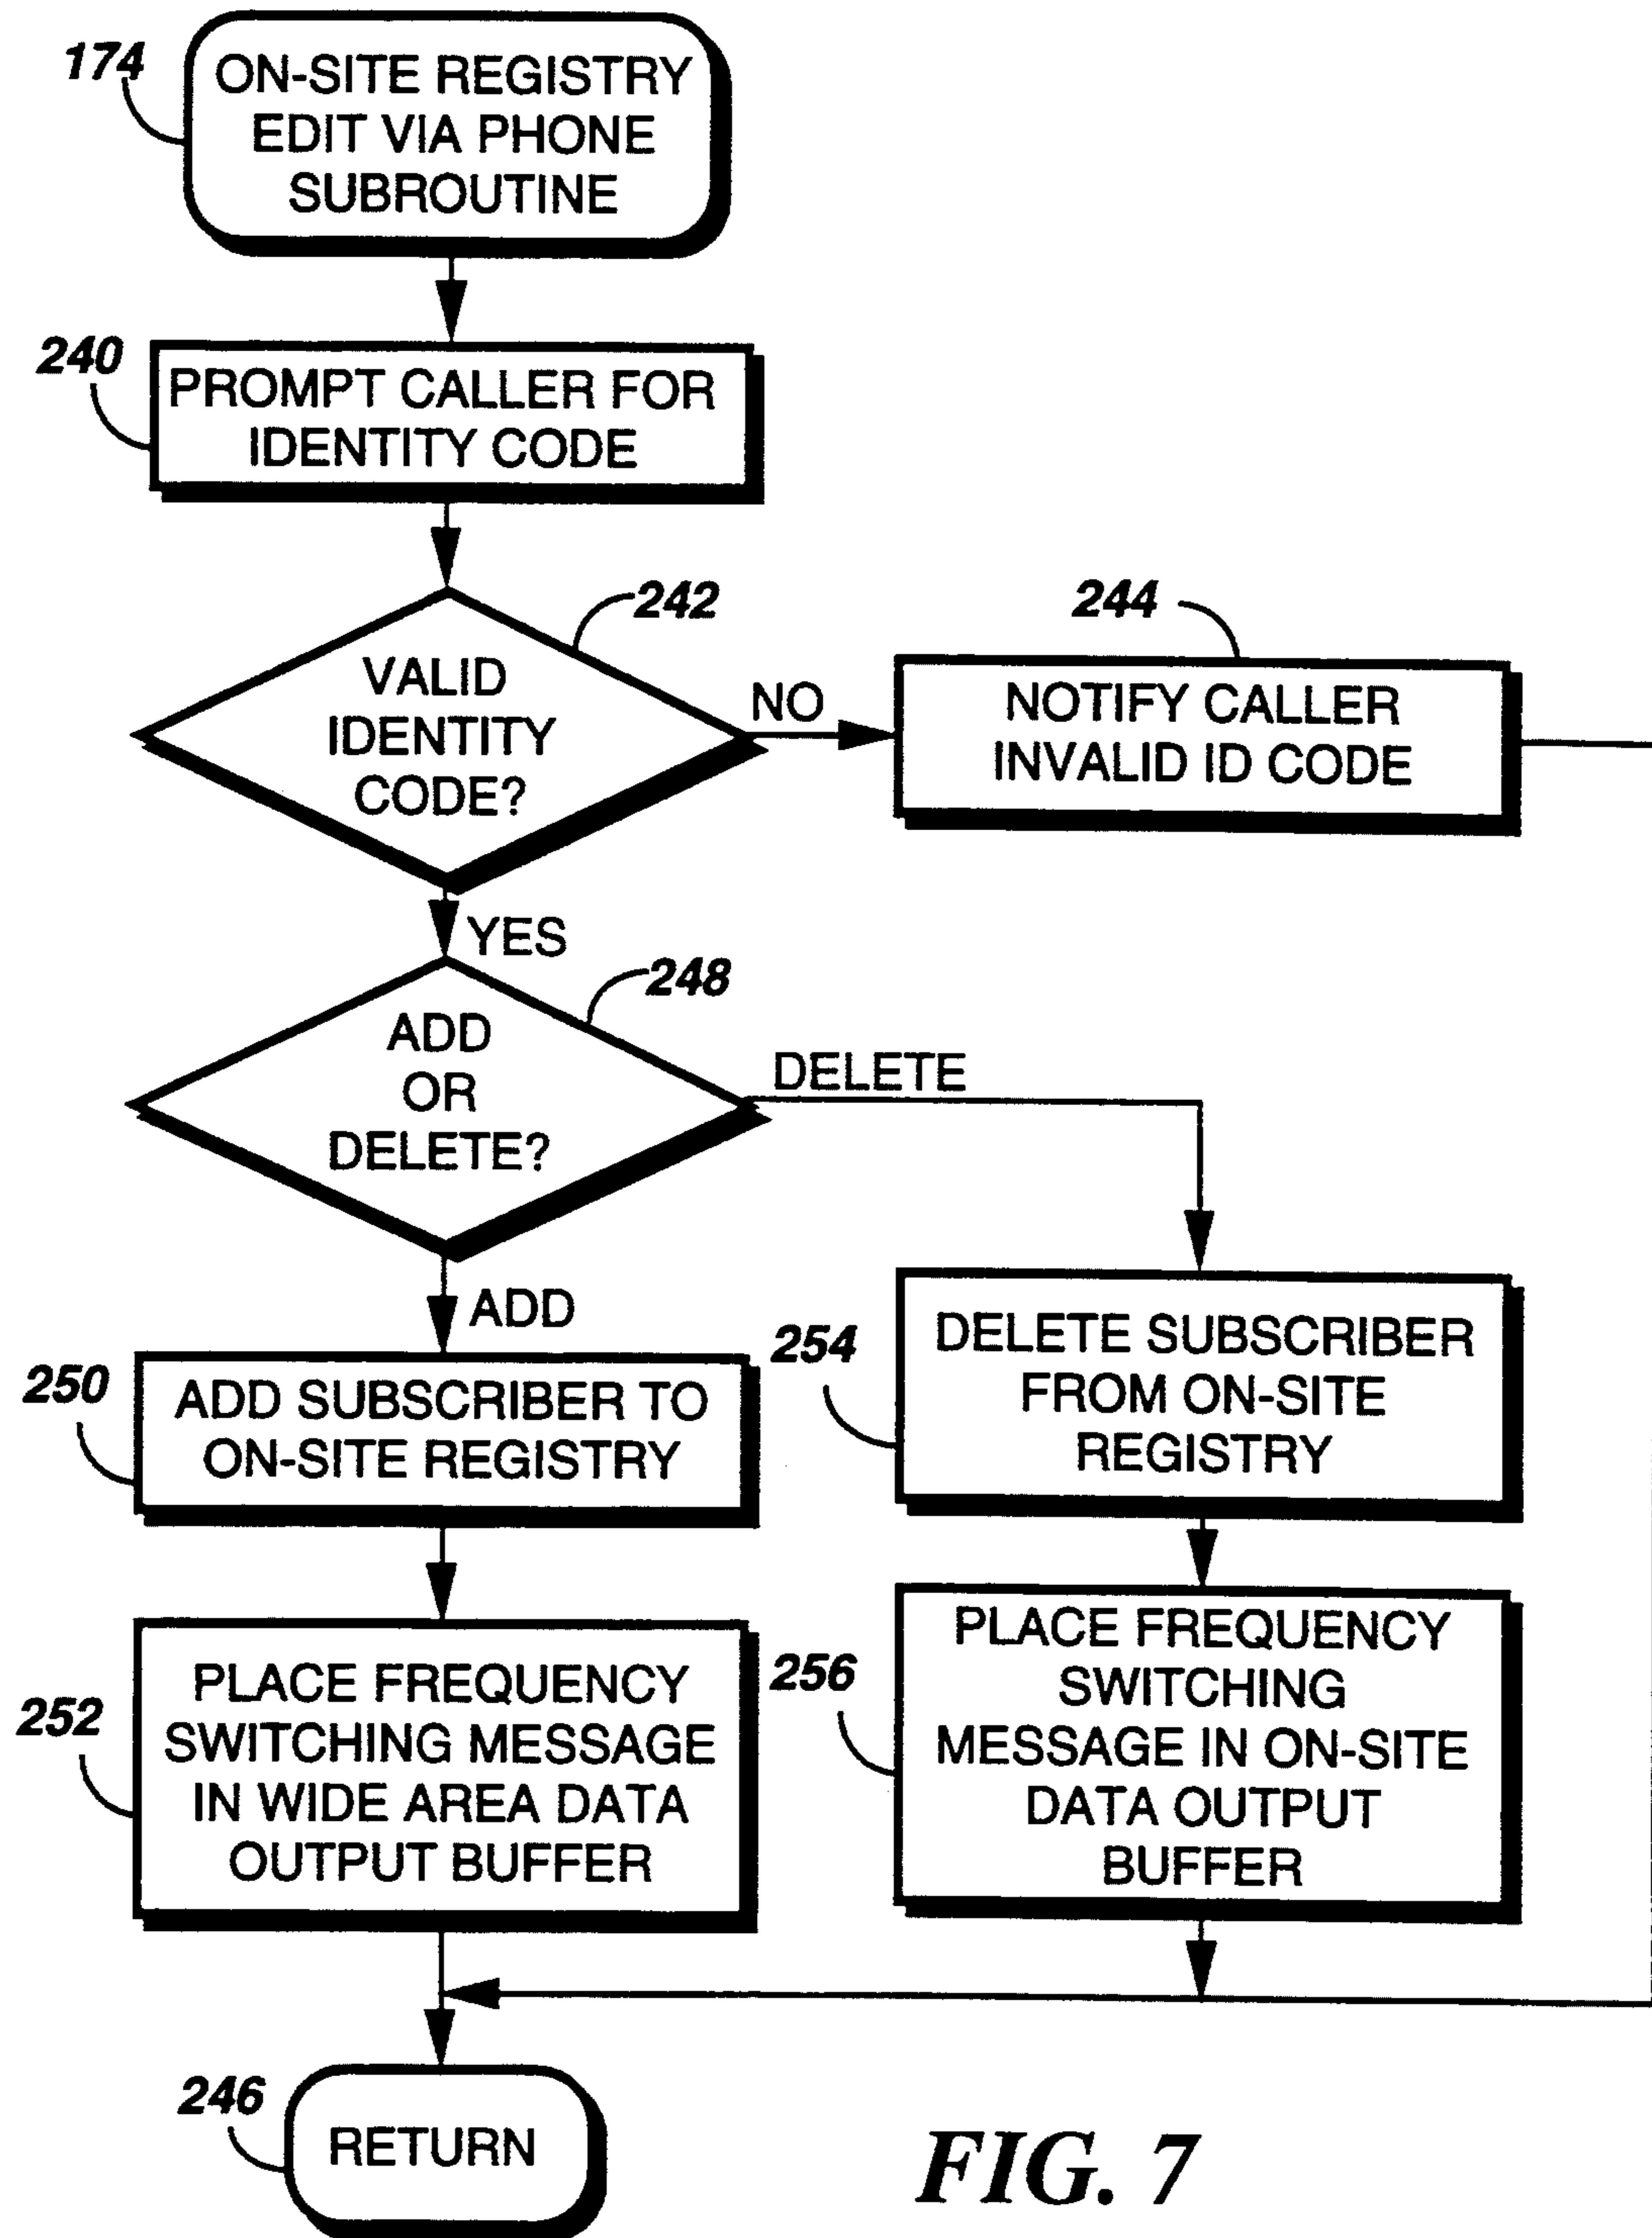 174
ON-SITE REGISTRY
EDIT VIA PHONE
SUBROUTINE
240
PROMPT CALLER FOR
IDENTITY CODE
242
VALID
IDENTITY
CODE?
NO
244
NOTIFY CALLER
INVALID ID CODE
YES
248
ADD
OR
DELETE?
DELETE
ADD
250
ADD SUBSCRIBER TO
ON-SITE REGISTRY
254
DELETE SUBSCRIBER
FROM ON-SITE
REGISTRY
252
PLACE FREQUENCY
SWITCHING MESSAGE
IN WIDE AREA DATA
OUTPUT BUFFER
256
PLACE FREQUENCY
SWITCHING
MESSAGE IN ON-SITE
DATA OUTPUT
BUFFER
246
RETURN
FIG. 7